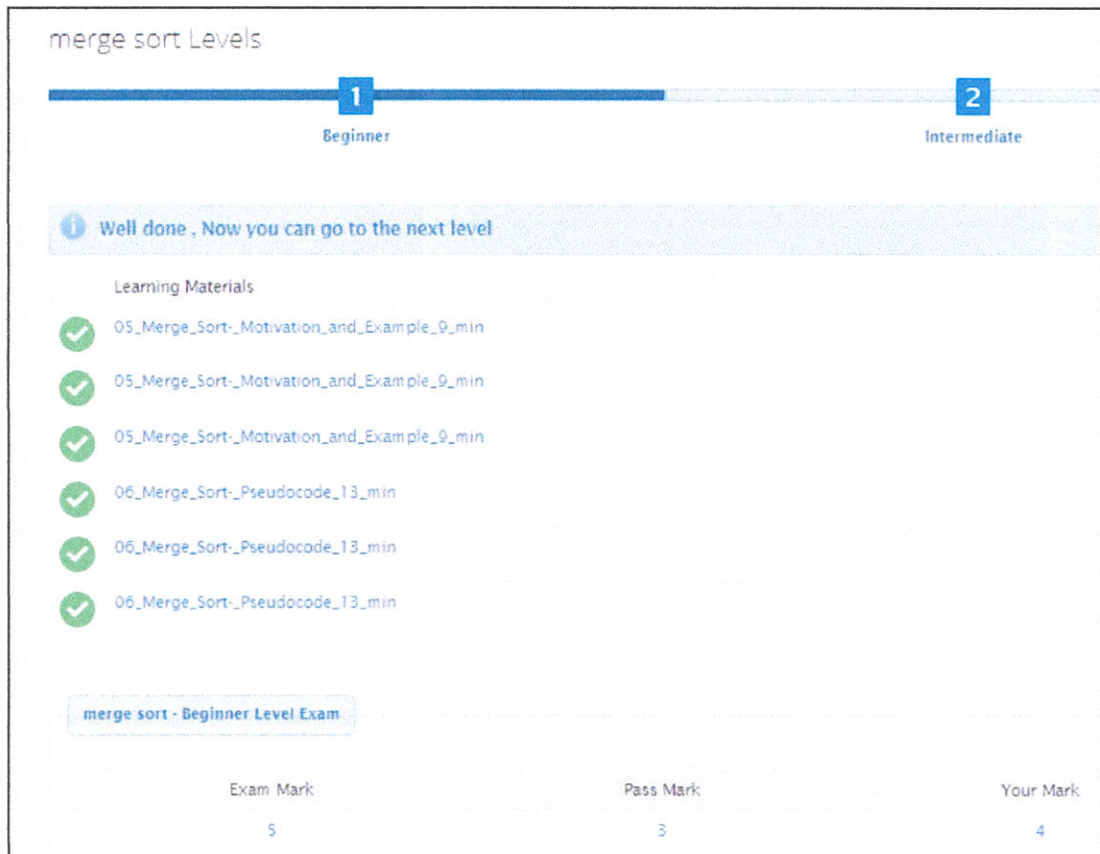 merge sort Levels
1 2
Beginner Intermediate
Well done , Now you can go to the next level
Learning Materials
05_Merge_Sort-_Motivation_and_Example_9_min
05_Merge_Sort-_Motivation_and_Example_9_min
05_Merge_Sort-_Motivation_and_Example_9_min
06_Merge_Sort-_Pseudocode_13_min
06_Merge_Sort-_Pseudocode_13_min
06_Merge_Sort-_Pseudocode_13_min
merge sort - Beginner Level Exam
Exam Mark Pass Mark Your Mark
5 3 4